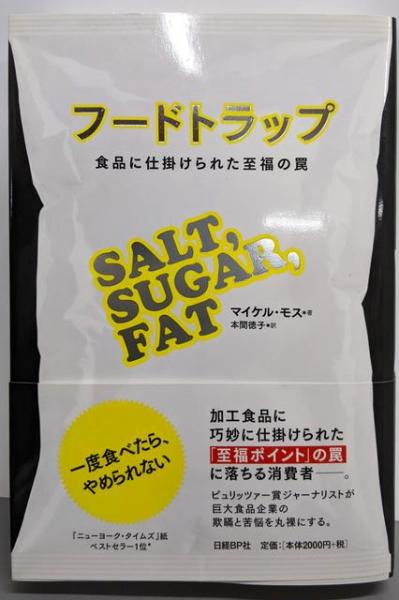 フードトラップ
食品に仕掛けられた至福の罠
SALT,
SUGAR,
FAT
マイケル・モス●著
本間徳子●訳
一度食べたら、
やめられない
『ニューヨーク・タイムズ』紙
ベストセラー1位*
加工食品に
巧妙に仕掛けられた
「至福ポイント」の罠
に落ちる消費者——。
ピュリッツァー賞ジャーナリストが
巨大食品企業の
欺瞞と苦悩を丸裸にする。
日経BP社 定価:[本体2000円+税]